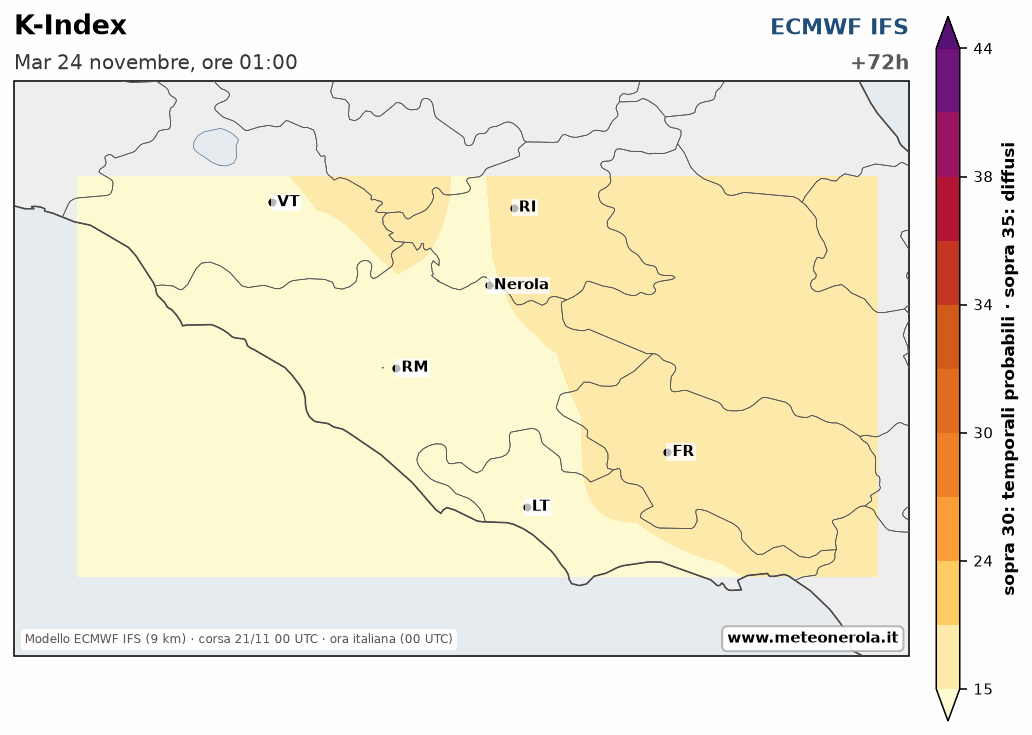 K-Index
ECMWF IFS
Mar 24 novembre, ore 01:00
+72h
VT
RI
Nerola
RM
FR
LT
Modello ECMWF IFS (9 km) · corsa 21/11 00 UTC · ora italiana (00 UTC)
www.meteonerola.it
44
38
34
30
24
15
sopra 30: temporali probabili · sopra 35: diffusi